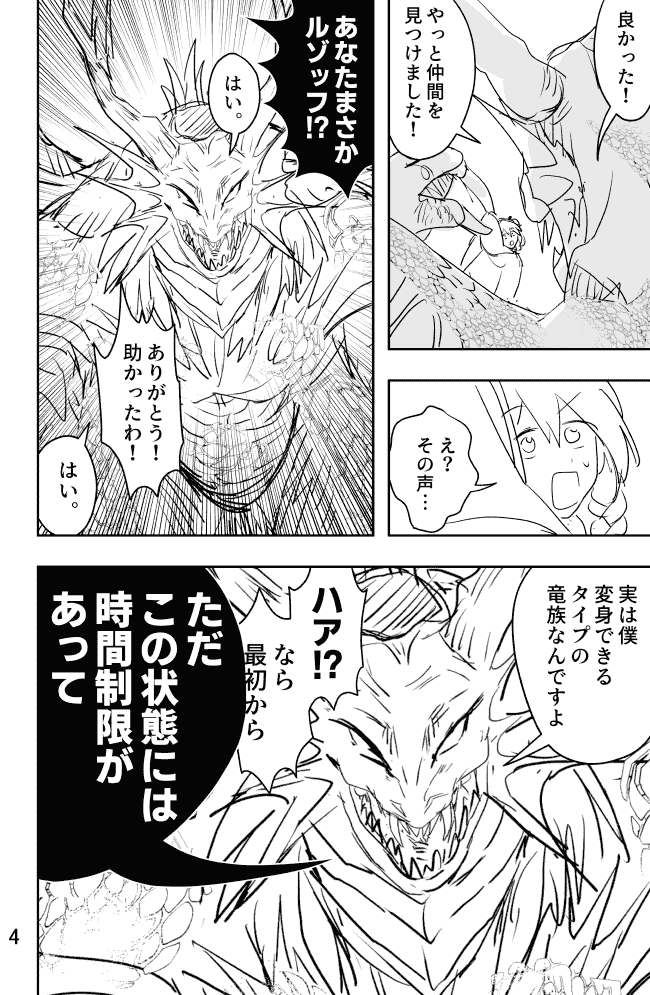 良かった！
やっと仲間を
見つけました！
え？
その声…
あなたまさか
ルゾッフ!?
はい。
ありがとう！
助かったわ！
はい。
実は僕
変身できる
タイプの
竜族なんですよ
ハァ!?
なら
最初から
ただ
この状態には
時間制限が
あって
4